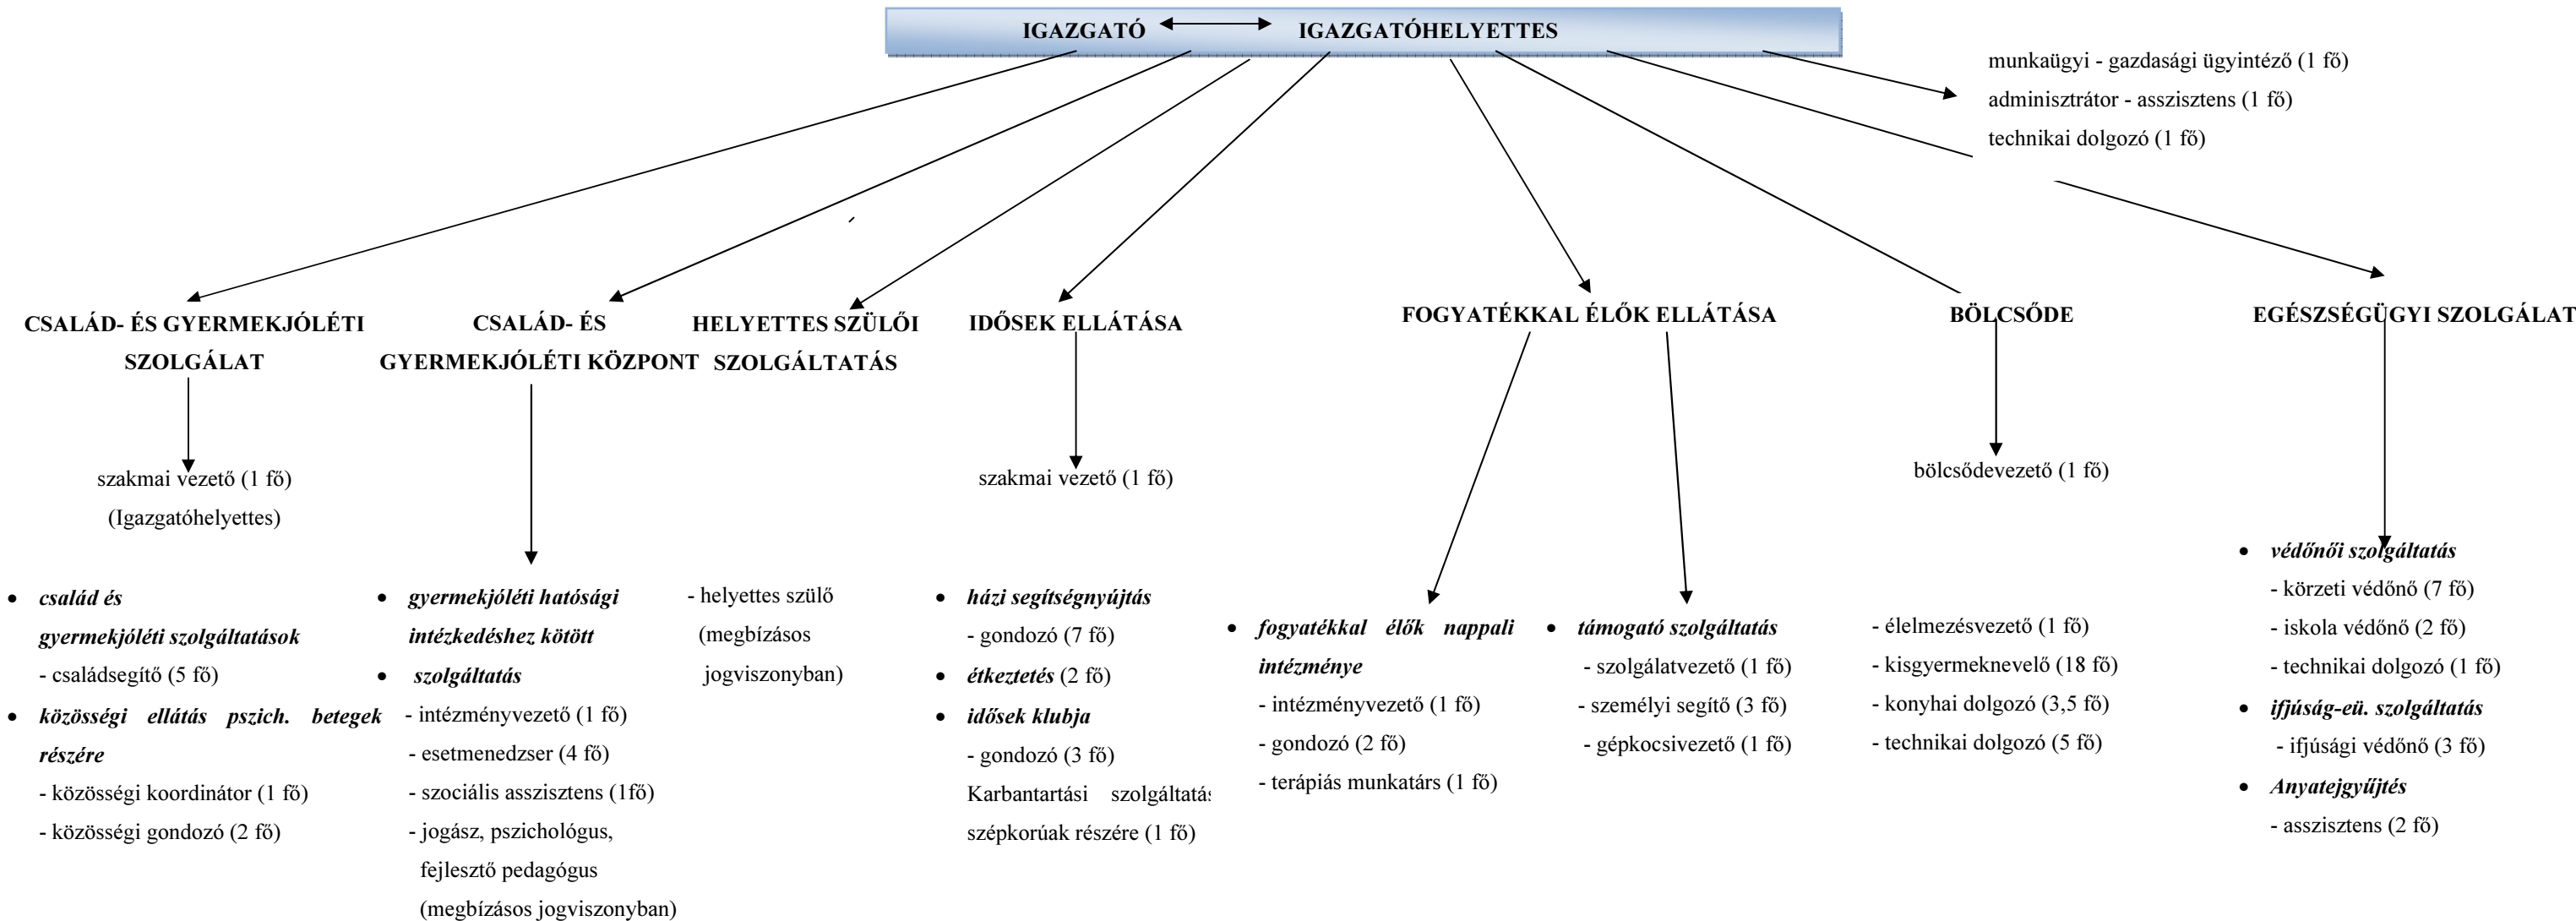 IGAZGATÓ IGAZGATÓHELYETTES
munkaügyi - gazdasági ügyintéző (1 fő)
adminisztrátor - asszisztens (1 fő)
technikai dolgozó (1 fő)
CSALÁD- ÉS GYERMEKJÓLÉTI
SZOLGÁLAT
szakmai vezető (1 fő)
(Igazgatóhelyettes)
• család és
gyermekjóléti szolgáltatások
- családsegítő (5 fő)
• közösségi ellátás pszich. betegek
részére
- közösségi koordinátor (1 fő)
- közösségi gondozó (2 fő)
CSALÁD- ÉS
GYERMEKJÓLÉTI KÖZPONT
• gyermekjóléti hatósági
intézkedéshez kötött
• szolgáltatás
- intézményvezető (1 fő)
- esetmenedzser (4 fő)
- szociális asszisztens (1fő)
- jogász, pszichológus,
fejlesztő pedagógus
(megbízásos jogviszonyban)
HELYETTES SZÜLŐI
SZOLGÁLTATÁS
- helyettes szülő
(megbízásos
jogviszonyban)
IDŐSEK ELLÁTÁSA
szakmai vezető (1 fő)
• házi segítségnyújtás
- gondozó (7 fő)
• étkeztetés (2 fő)
• idősek klubja
- gondozó (3 fő)
Karbantartási szolgáltatás
szépkorúak részére (1 fő)
FOGYATÉKKAL ÉLŐK ELLÁTÁSA
• fogyatékkal élők nappali
intézménye
- intézményvezető (1 fő)
- gondozó (2 fő)
- terápiás munkatárs (1 fő)
• támogató szolgáltatás
- szolgálatvezető (1 fő)
- személyi segítő (3 fő)
- gépkocsivezető (1 fő)
BÖLCSŐDE
bölcsődevezető (1 fő)
- élelmezésvezető (1 fő)
- kisgyermeknevelő (18 fő)
- konyhai dolgozó (3,5 fő)
- technikai dolgozó (5 fő)
EGÉSZSÉGÜGYI SZOLGÁLAT
• védőnői szolgáltatás
- körzeti védőnő (7 fő)
- iskola védőnő (2 fő)
- technikai dolgozó (1 fő)
• ifjúság-eü. szolgáltatás
- ifjúsági védőnő (3 fő)
• Anyatejgyűjtés
- asszisztens (2 fő)